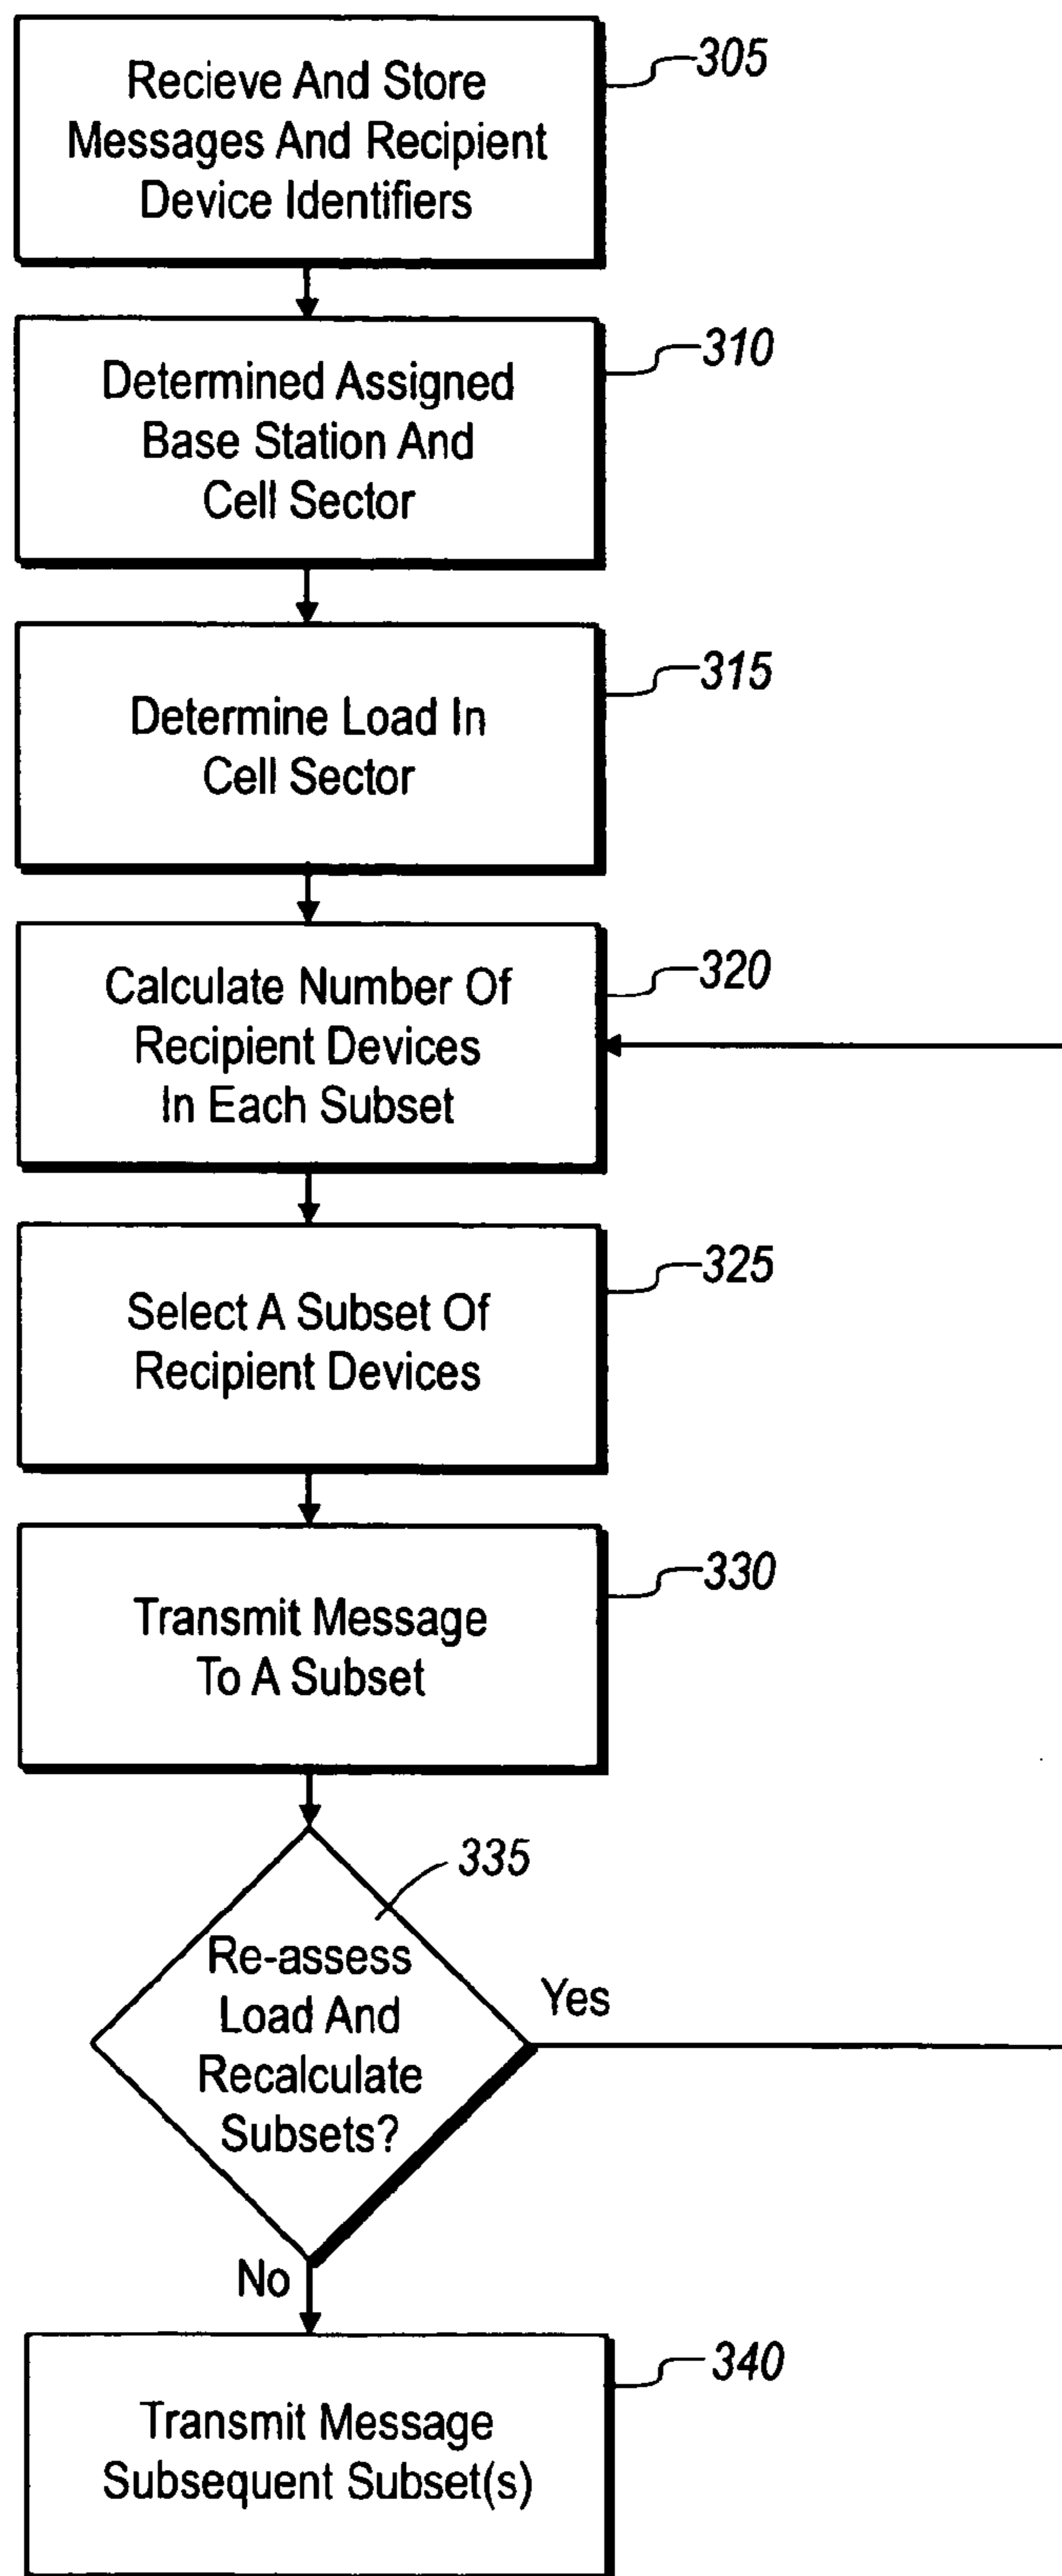 Recieve And Store
Messages And Recipient
Device Identifiers
305
Determined Assigned
Base Station And
Cell Sector
310
Determine Load In
Cell Sector
315
Calculate Number Of
Recipient Devices
In Each Subset
320
Select A Subset Of
Recipient Devices
325
Transmit Message
To A Subset
330
335
Re-assess
Load And
Recalculate
Subsets?
Yes
No
Transmit Message
Subsequent Subset(s)
340